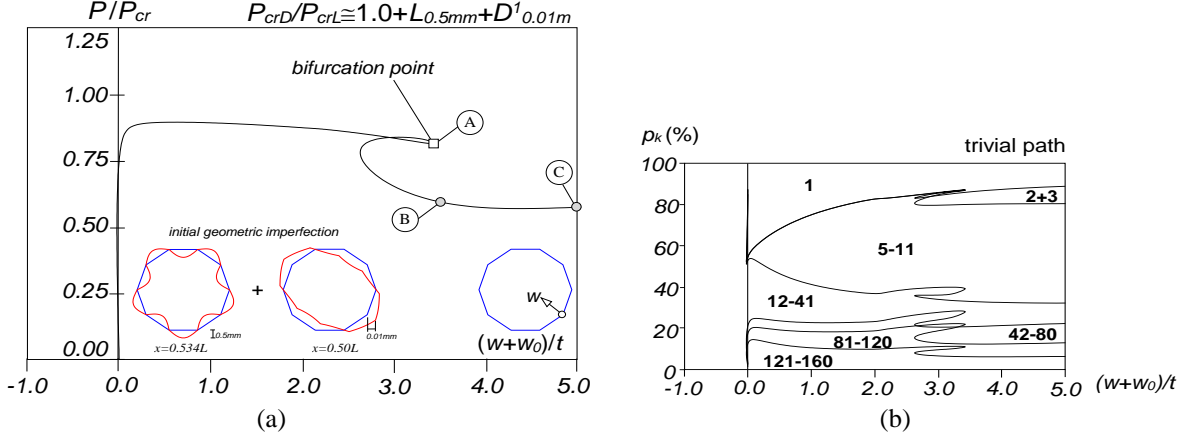 P/Pcr
PcrD/PcrL≅1.0+L0.5mm+D¹0.01m
1.25
1.00
0.75
0.50
0.25
0.00
-1.0 0.0 1.0 2.0 3.0 4.0 5.0
(w+w0)/t
bifurcation point
A
B
C
initial geometric imperfection
+
0.5mm
0.01mm
x=0.534L
x=0.50L
w
(a)
pk (%)
trivial path
100
80
60
40
20
0
1
2+3
5-11
12-41
42-80
81-120
121-160
-1.0 0.0 1.0 2.0 3.0 4.0 5.0 (w+w0)/t
(b)